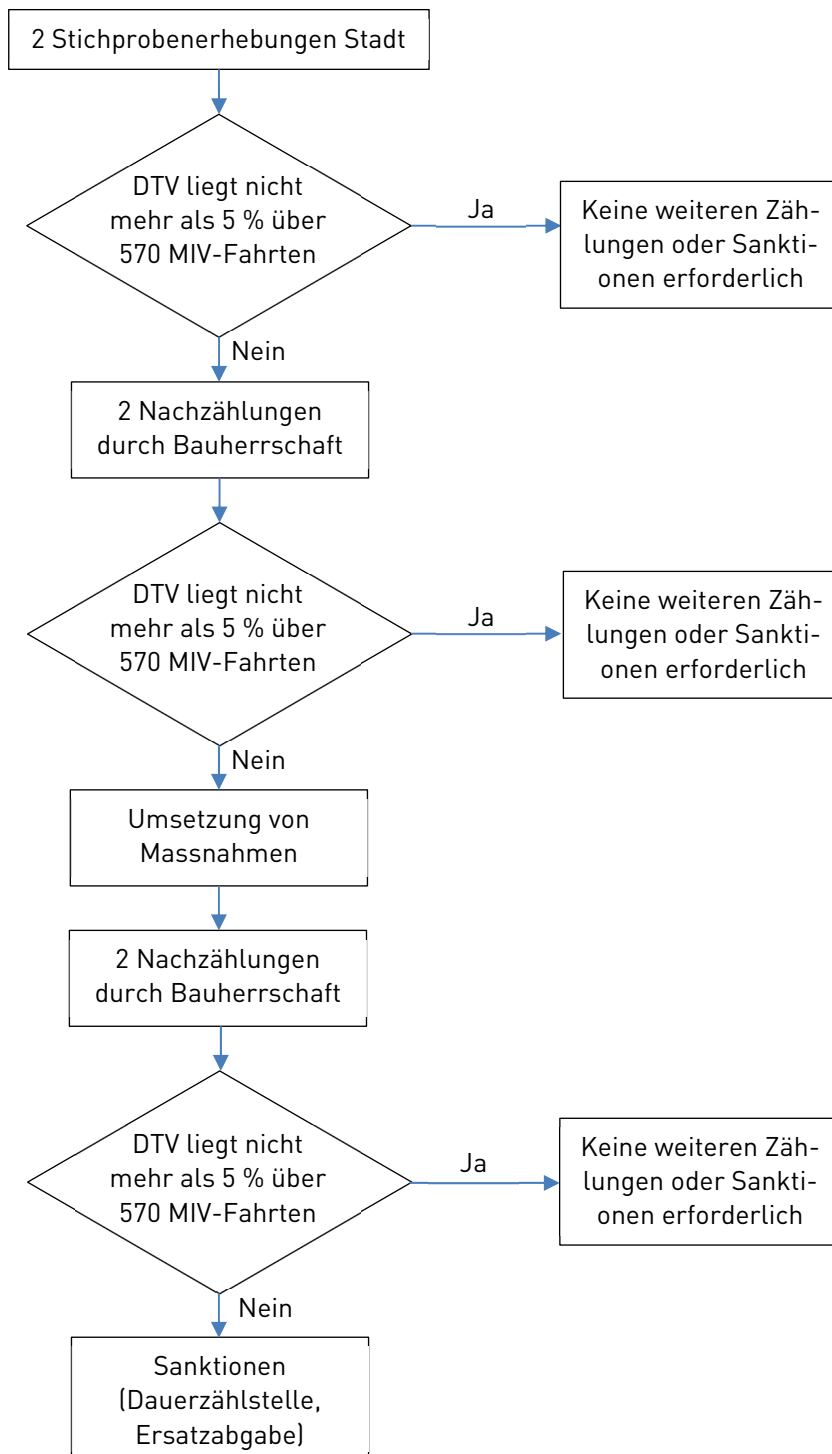 2 Stichprobenerhebungen Stadt
DTV liegt nicht
mehr als 5 % über
570 MIV-Fahrten
Ja
Keine weiteren Zäh-
lungen oder Sankti-
onen erforderlich
Nein
2 Nachzählungen
durch Bauherrschaft
DTV liegt nicht
mehr als 5 % über
570 MIV-Fahrten
Ja
Keine weiteren Zäh-
lungen oder Sankti-
onen erforderlich
Nein
Umsetzung von
Massnahmen
2 Nachzählungen
durch Bauherrschaft
DTV liegt nicht
mehr als 5 % über
570 MIV-Fahrten
Ja
Keine weiteren Zäh-
lungen oder Sankti-
onen erforderlich
Nein
Sanktionen
(Dauerzählstelle,
Ersatzabgabe)